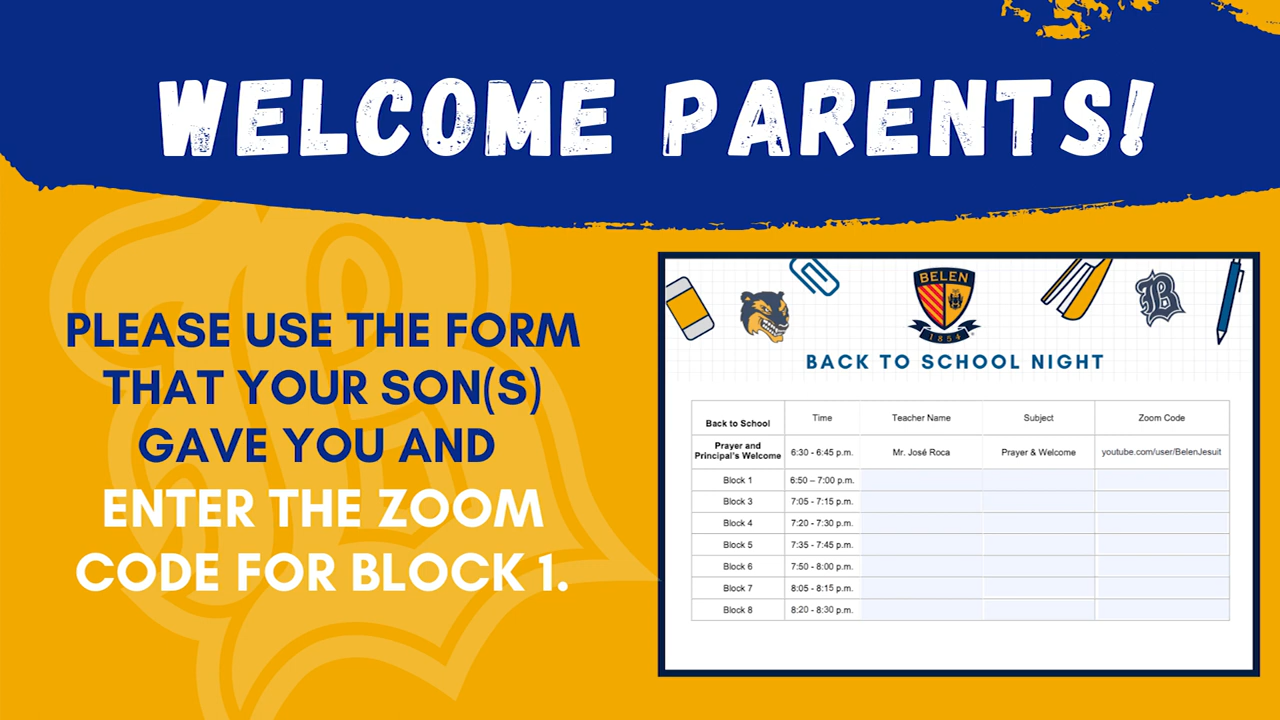 WELCOME PARENTS!
PLEASE USE THE FORM
THAT YOUR SON(S)
GAVE YOU AND
ENTER THE ZOOM
CODE FOR BLOCK 1.
BELEN
1854
B
BACK TO SCHOOL NIGHT
Back to School Time Teacher Name Subject Zoom Code
Prayer and
Principal's Welcome 6:30 - 6:45 p.m. Mr. José Roca Prayer & Welcome youtube.com/user/BelenJesuit
Block 1 6:50 – 7:00 p.m.
Block 3 7:05 - 7:15 p.m.
Block 4 7:20 - 7:30 p.m.
Block 5 7:35 - 7:45 p.m.
Block 6 7:50 - 8:00 p.m.
Block 7 8:05 - 8:15 p.m.
Block 8 8:20 - 8:30 p.m.